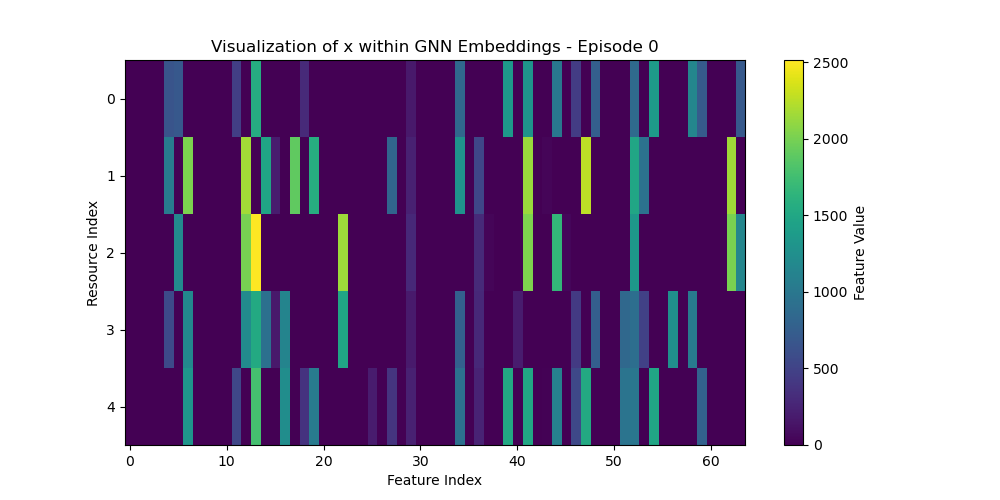 Visualization of x within GNN Embeddings - Episode 0
0
1
2
3
4
Resource Index
0 10 20 30 40 50 60
Feature Index
2500
2000
1500
1000
500
0
Feature Value